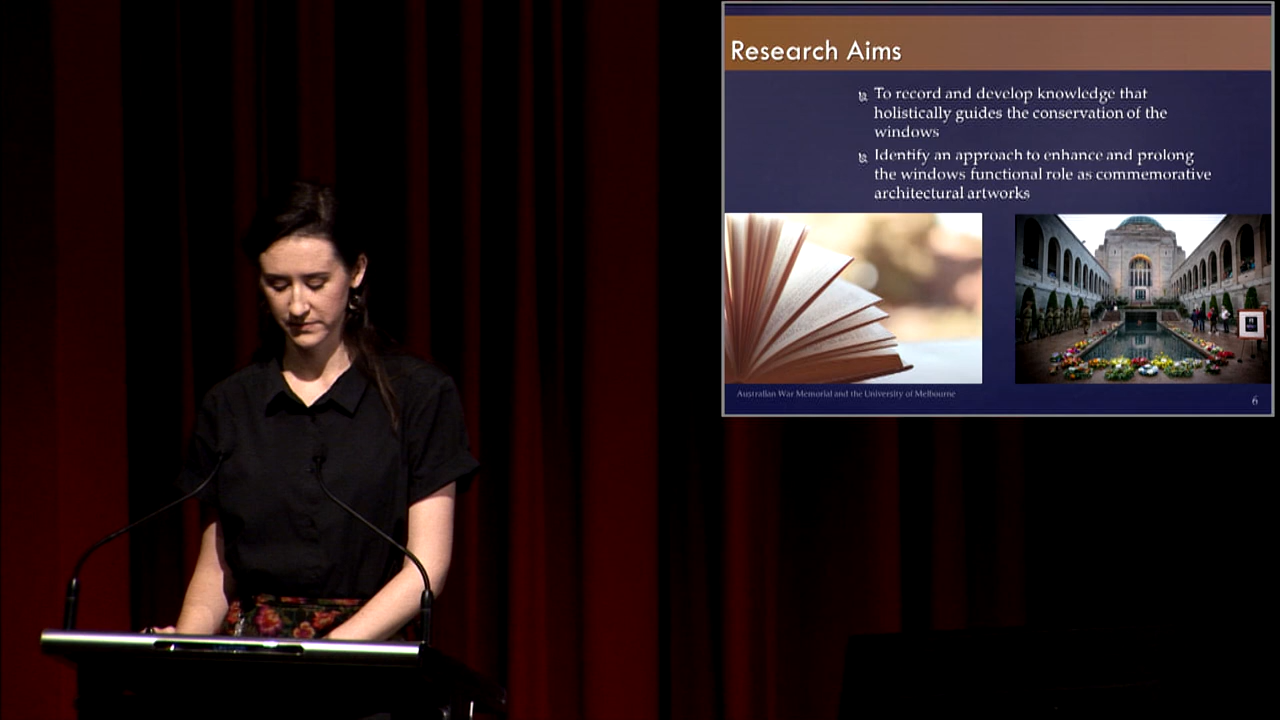 Research Aims
To record and develop knowledge that
holistically guides the conservation of the
windows
Identify an approach to enhance and prolong
the windows functional role as commemorative
architectural artworks
Australian War Memorial and the University of Melbourne
6